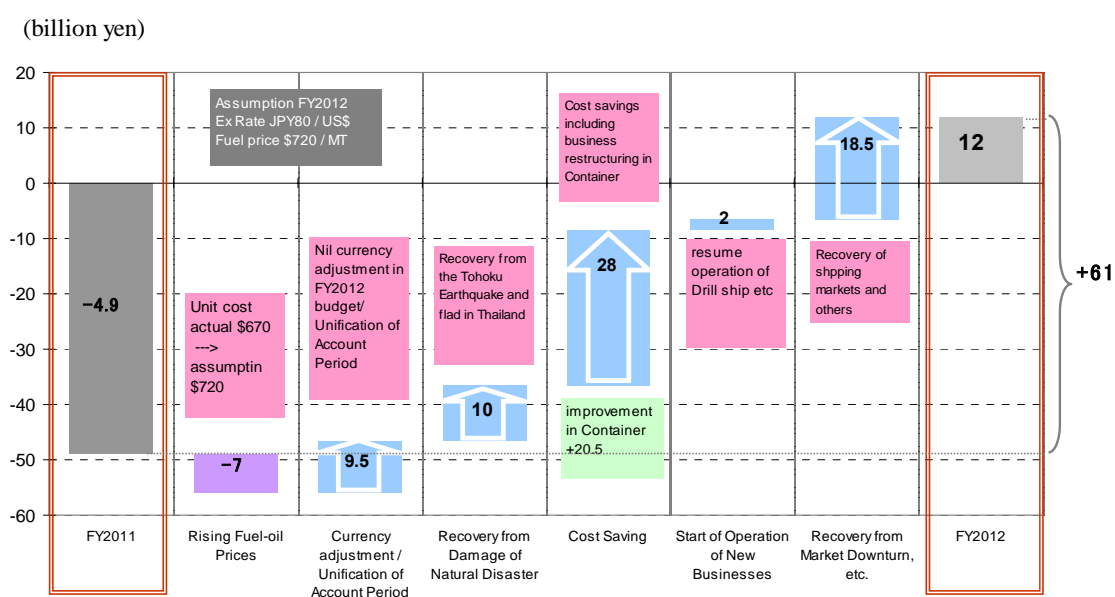 (billion yen)
20
10
0
-10
-20
-30
-40
-50
-60
Assumption FY2012
Ex Rate JPY80 / US$
Fuel price $720 / MT
−4.9
Unit cost
actual $670
--->
assumptin
$720
−7
Nil currency
adjustment in
FY2012
budget/
Unification of
Account
Period
9.5
Recovery from
the Tohoku
Earthquake and
flad in Thailand
10
Cost savings
including
business
restructuring in
Container
28
improvement
in Container
+20.5
2
resume
operation of
Drill ship etc
18.5
Recovery of
shpping
markets and
others
12
+61
FY2011
Rising Fuel-oil
Prices
Currency
adjustment /
Unification of
Account Period
Recovery from
Damage of
Natural Disaster
Cost Saving
Start of Operation
of New
Businesses
Recovery from
Market Downturn,
etc.
FY2012